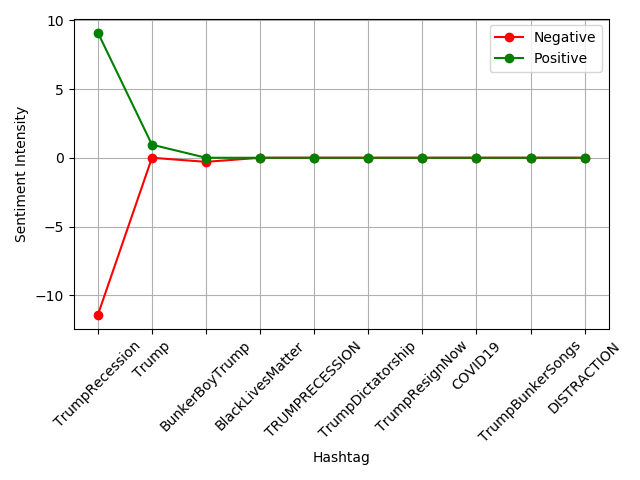 10
5
0
−5
−10
Sentiment Intensity
Negative
Positive
TrumpRecession
Trump
BunkerBoyTrump
BlackLivesMatter
TRUMPRECESSION
TrumpDictatorship
TrumpResignNow
COVID19
TrumpBunkerSongs
DISTRACTION
Hashtag